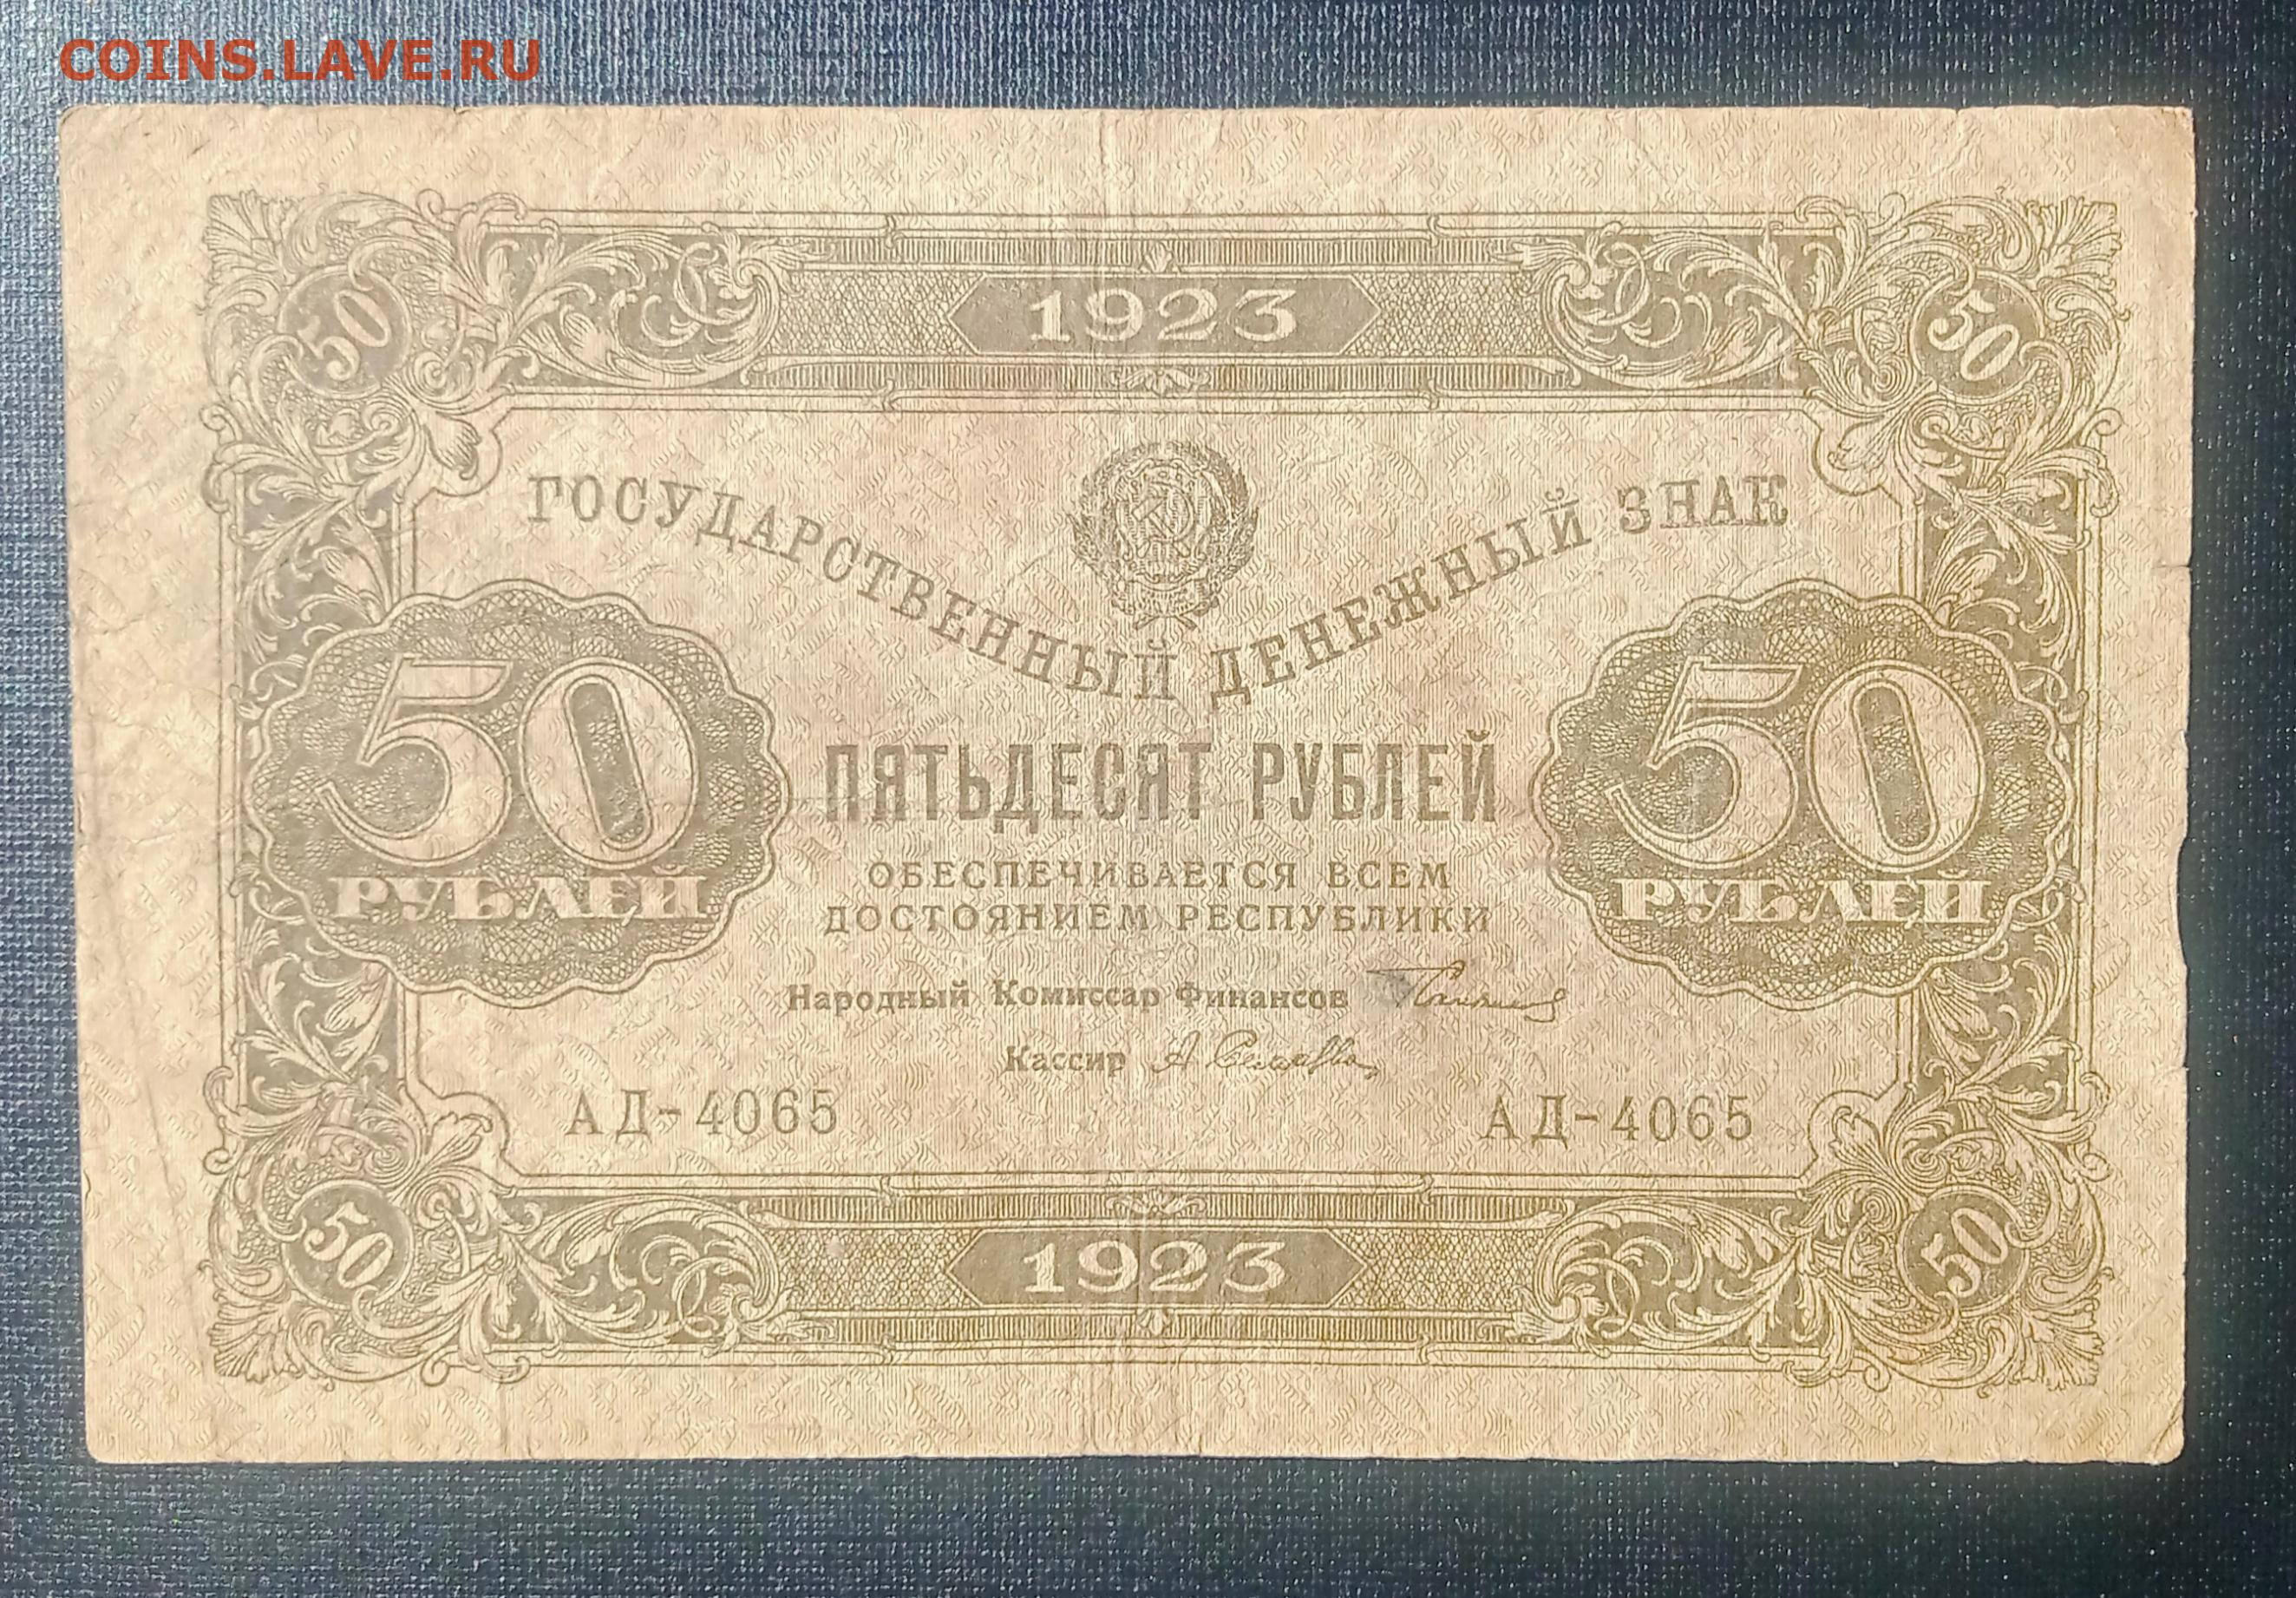 COINS.LAVE.RU
50 1923 50
ГОСУДАРСТВЕННЫЙ ДЕНЕЖНЫЙ ЗНАК
50 РУБЛЕЙ
50 РУБЛЕЙ
ПЯТЬДЕСЯТ РУБЛЕЙ
ОБЕСПЕЧИВАЕТСЯ ВСЕМ
ДОСТОЯНИЕМ РЕСПУБЛИКИ
Народный Комиссар Финансов
Кассир
АД-4065 АД-4065
50 1923 50